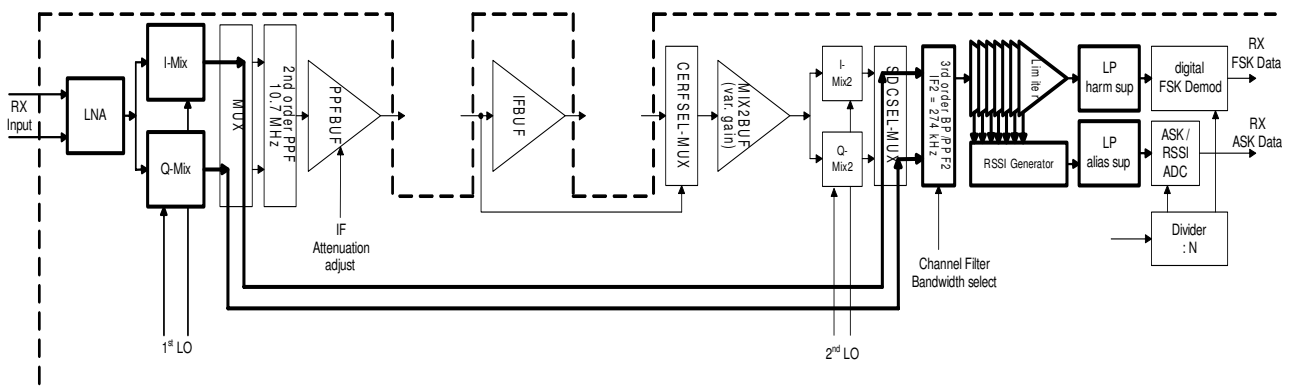 RX
Input
LNA
I-Mix
Q-Mix
1st LO
MUX
2nd order PPF
10.7 MHz
PPFBUF
IF
Attenuation
adjust
IFBUF
CERFSEL-MUX
MIX2BUF
(var. gain)
I-
Mix2
Q-
Mix2
2nd LO
SDCSEL-MUX
3rd order BP/PPF2
IF2 = 274 kHz
Channel Filter
Bandwidth select
Limiter
RSSI Generator
LP
harm sup
LP
alias sup
digital
FSK Demod
ASK /
RSSI
ADC
Divider
: N
RX
FSK Data
RX
ASK Data